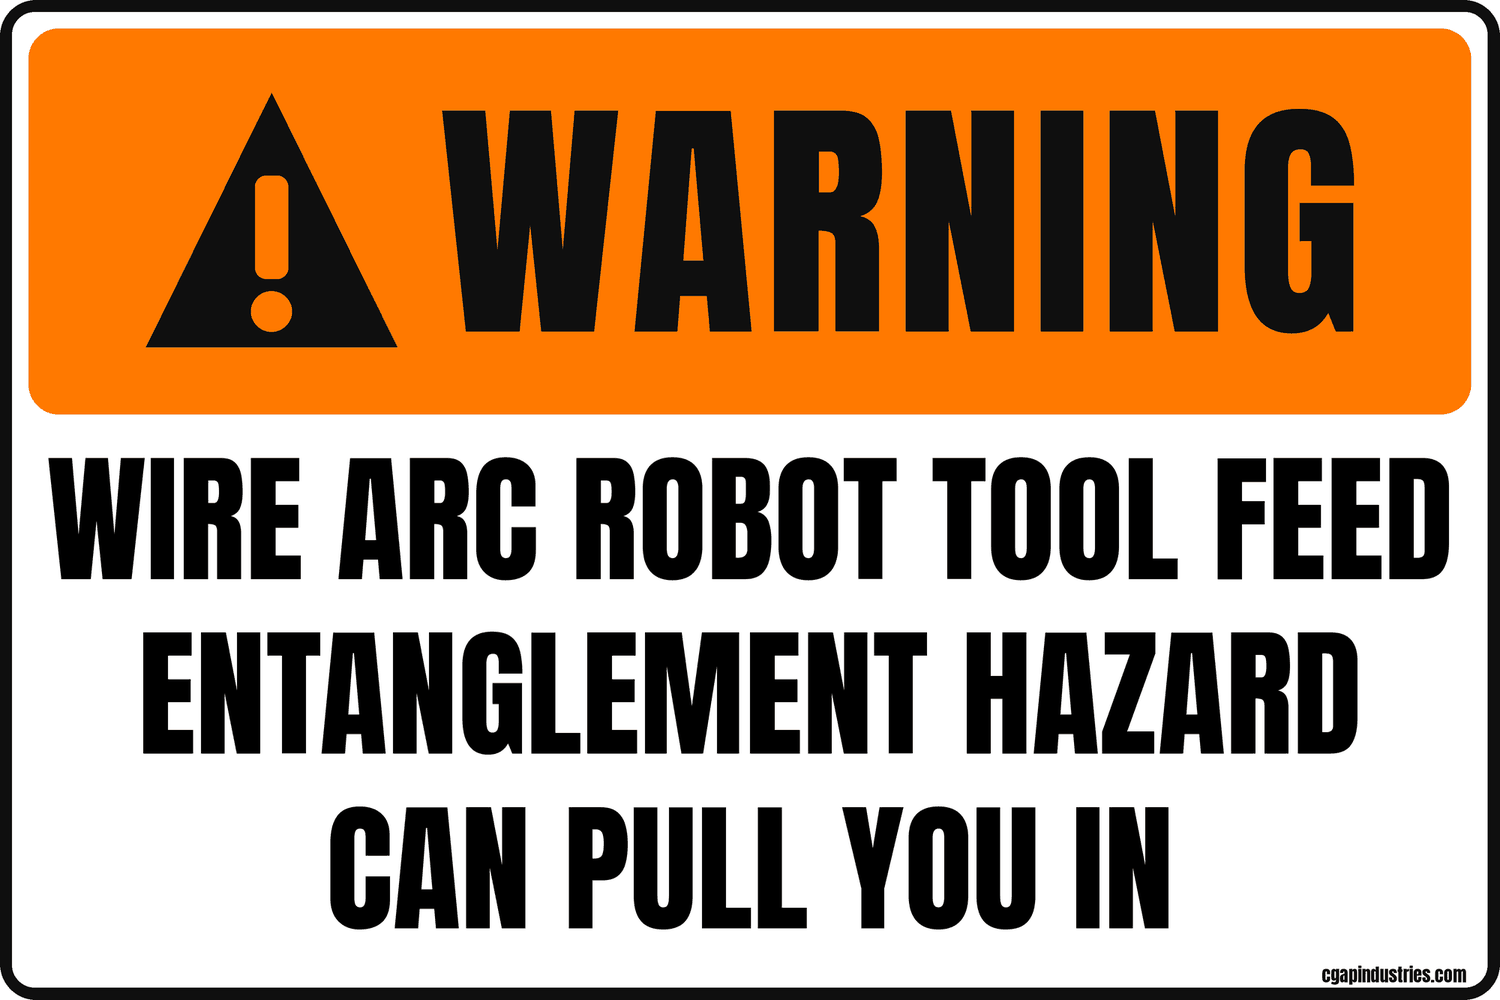 WARNING
WIRE ARC ROBOT TOOL FEED
ENTANGLEMENT HAZARD
CAN PULL YOU IN
cgapindustries.com